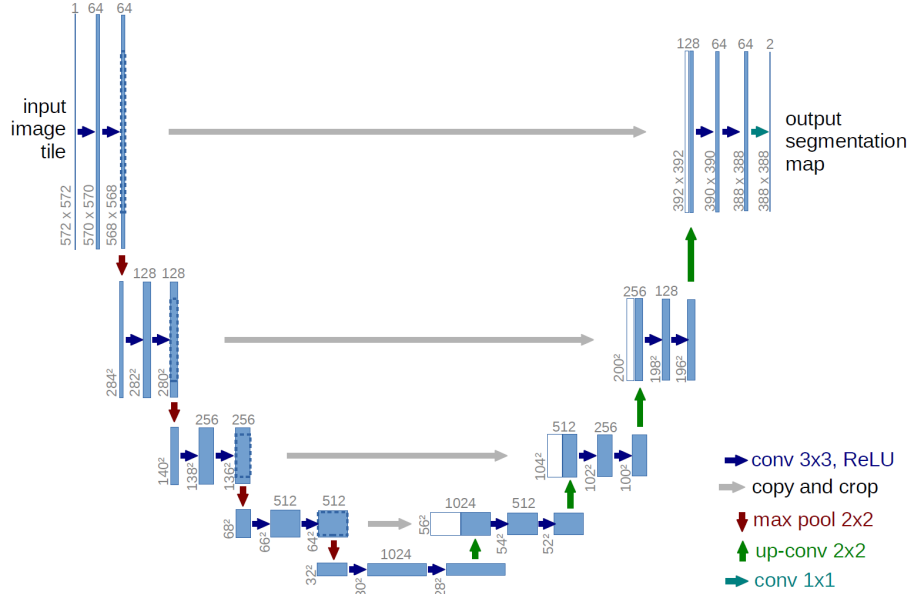 1 64 64
input
image
tile
572 x 572
570 x 570
568 x 568
128 64 64 2
output
segmentation
map
392 x 392
390 x 390
388 x 388
388 x 388
128 128
284²
282²
280²
256 128
200²
198²
196²
256 256
140²
138²
136²
512 256
104²
102²
100²
512 512
68²
66²
64²
1024 512
56²
54²
52²
1024
32²
30²
28²
conv 3x3, ReLU
copy and crop
max pool 2x2
up-conv 2x2
conv 1x1